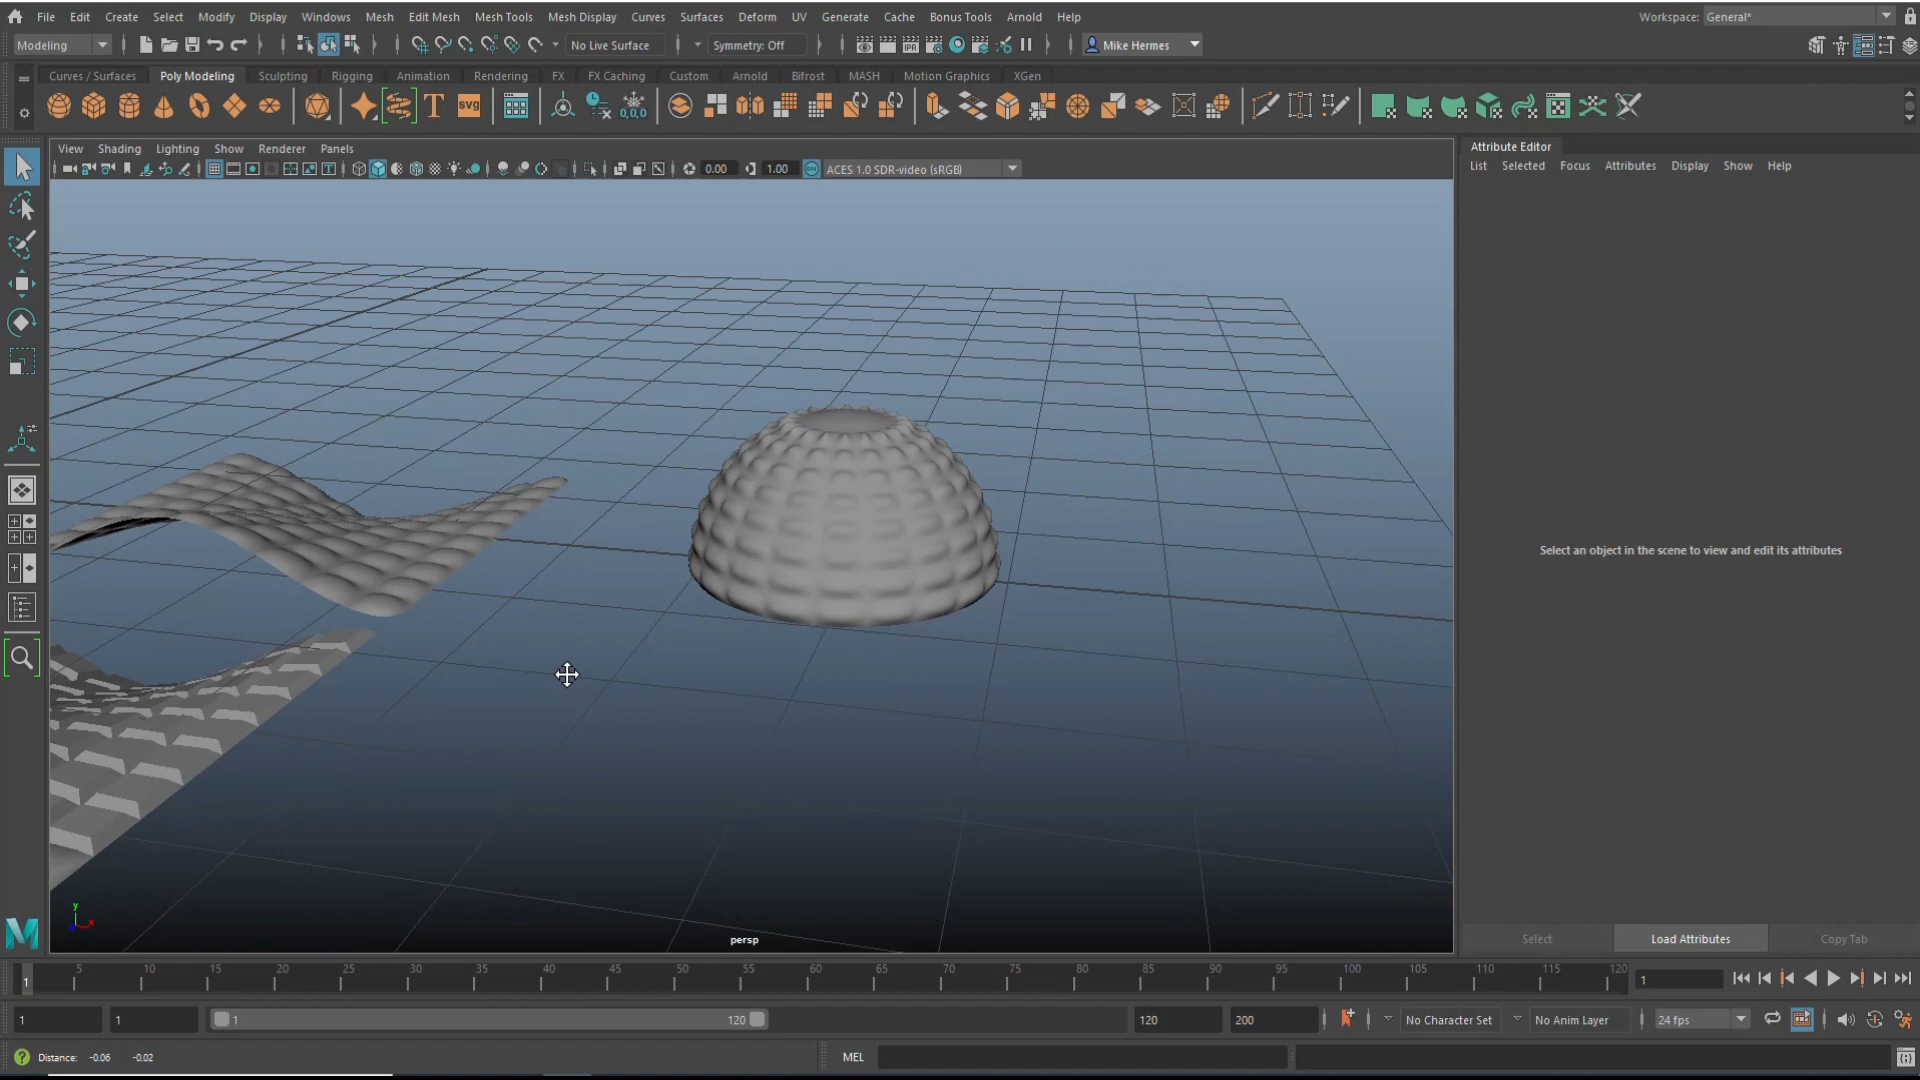 File Edit Create Select Modify Display Windows Mesh Edit Mesh Mesh Tools Mesh Display Curves Surfaces Deform UV Generate Cache Bonus Tools Arnold Help Workspace: General*
Modeling No Live Surface Symmetry: Off IPR Mike Hermes
Curves / Surfaces Poly Modeling Sculpting Rigging Animation Rendering FX FX Caching Custom Arnold Bifrost MASH Motion Graphics XGen
T SVG 0,0,0
View Shading Lighting Show Renderer Panels
0.00 1.00 ACES 1.0 SDR-video (sRGB)
Attribute Editor
List Selected Focus Attributes Display Show Help
Select an object in the scene to view and edit its attributes
y
x
persp
Select Load Attributes Copy Tab
1 5 10 15 20 25 30 35 40 45 50 55 60 65 70 75 80 85 90 95 100 105 110 115 120 1
1 1 1 120 120 200 No Character Set No Anim Layer 24 fps
Distance: -0.06 -0.02 MEL